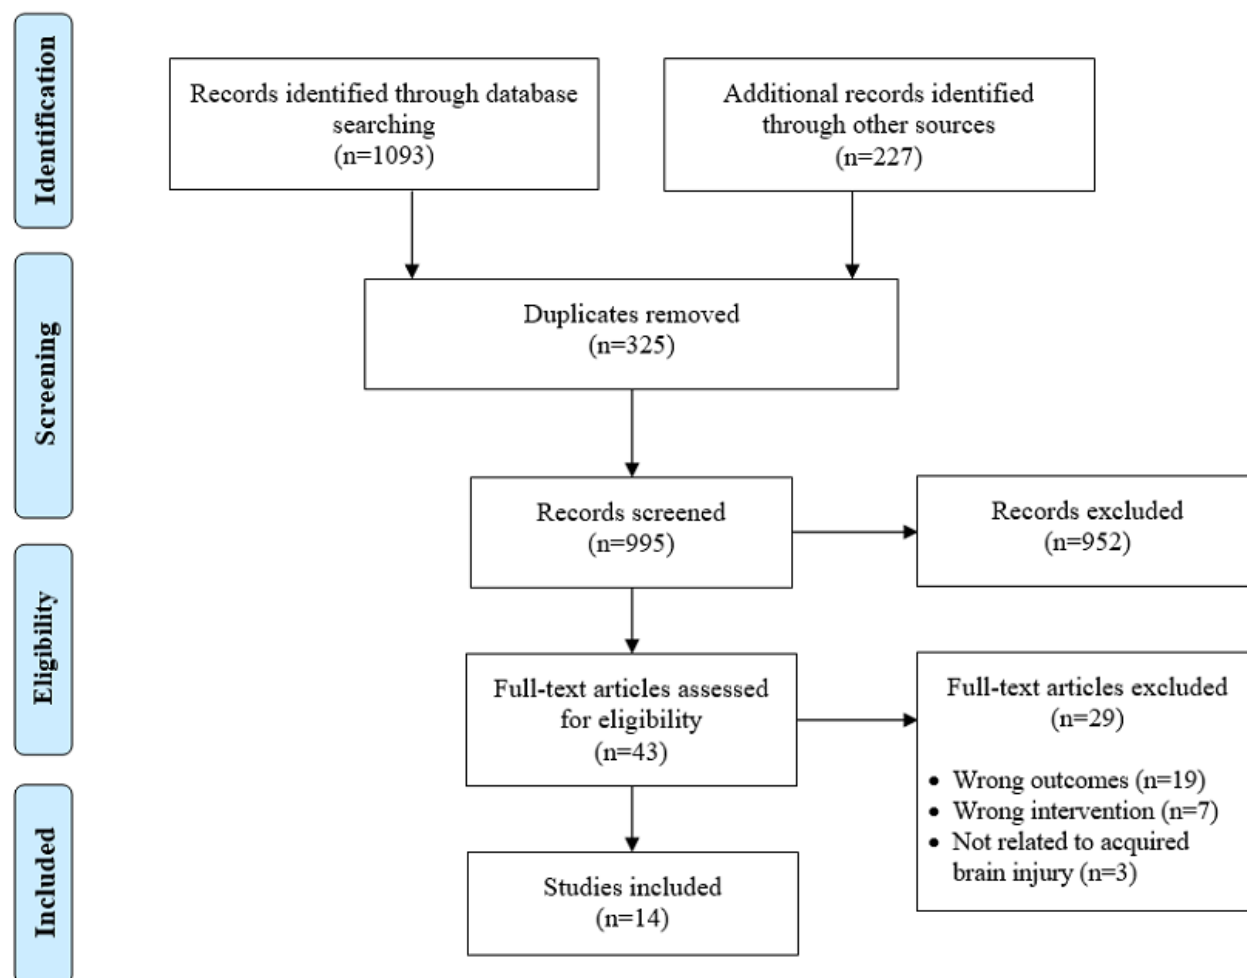 Identification
Records identified through database
searching
(n=1093)
Additional records identified
through other sources
(n=227)
Screening
Duplicates removed
(n=325)
Records screened
(n=995)
Records excluded
(n=952)
Eligibility
Full-text articles assessed
for eligibility
(n=43)
Full-text articles excluded
(n=29)
• Wrong outcomes (n=19)
• Wrong intervention (n=7)
• Not related to acquired
brain injury (n=3)
Included
Studies included
(n=14)